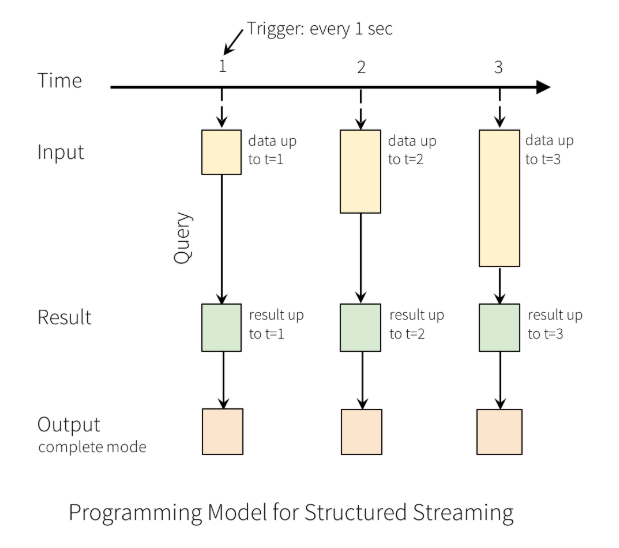 Trigger: every 1 sec
1 2 3
Time
data up
to t=1
data up
to t=2
data up
to t=3
Input
Query
Result
result up
to t=1
result up
to t=2
result up
to t=3
Output
complete mode
Programming Model for Structured Streaming